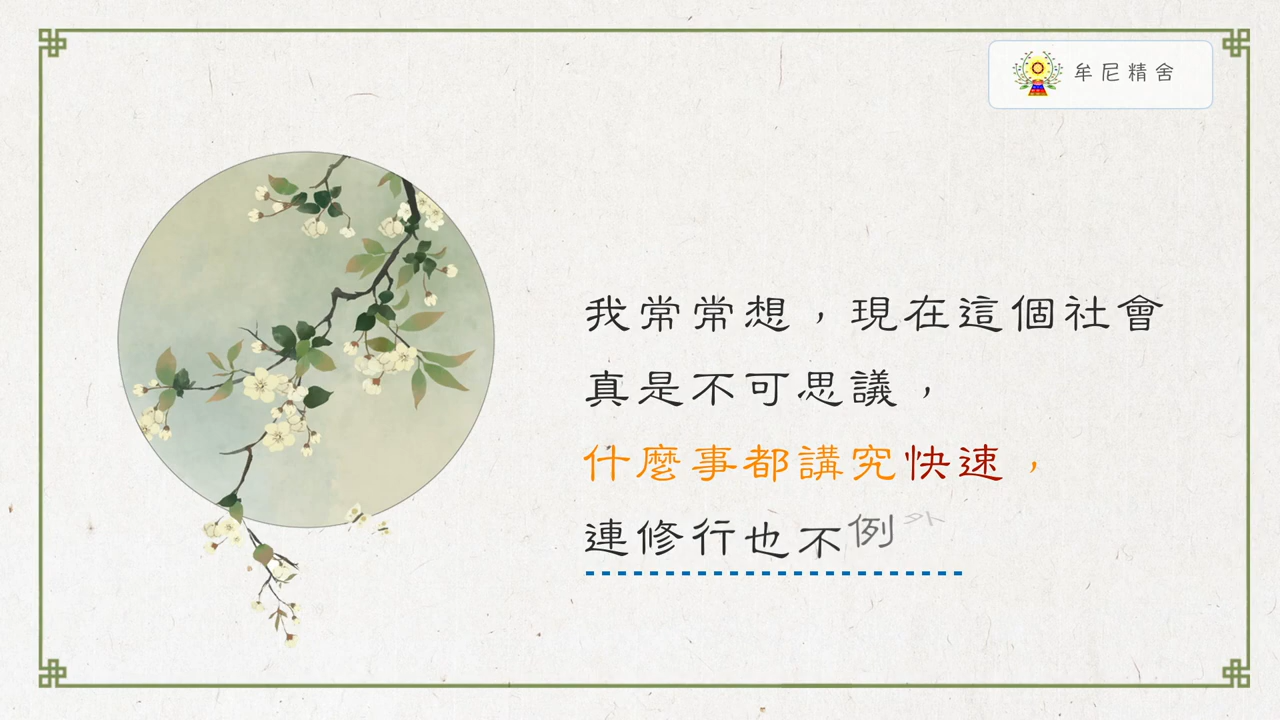 牟尼精舍
我常常想，現在這個社會
真是不可思議，
什麼事都講究快速，
連修行也不例外